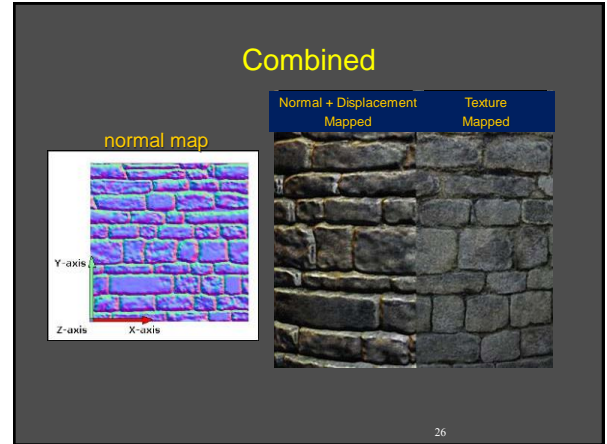 Combined
normal map
Y-axis
Z-axis X-axis
Normal + Displacement
Mapped
Texture
Mapped
26